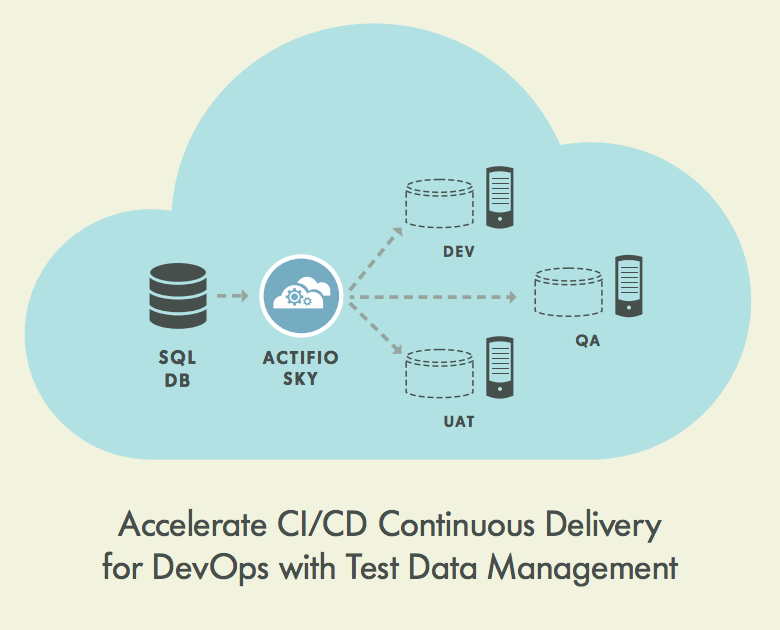 DEV
SQL
DB
ACTIFIO
SKY
QA
UAT
Accelerate CI/CD Continuous Delivery
for DevOps with Test Data Management